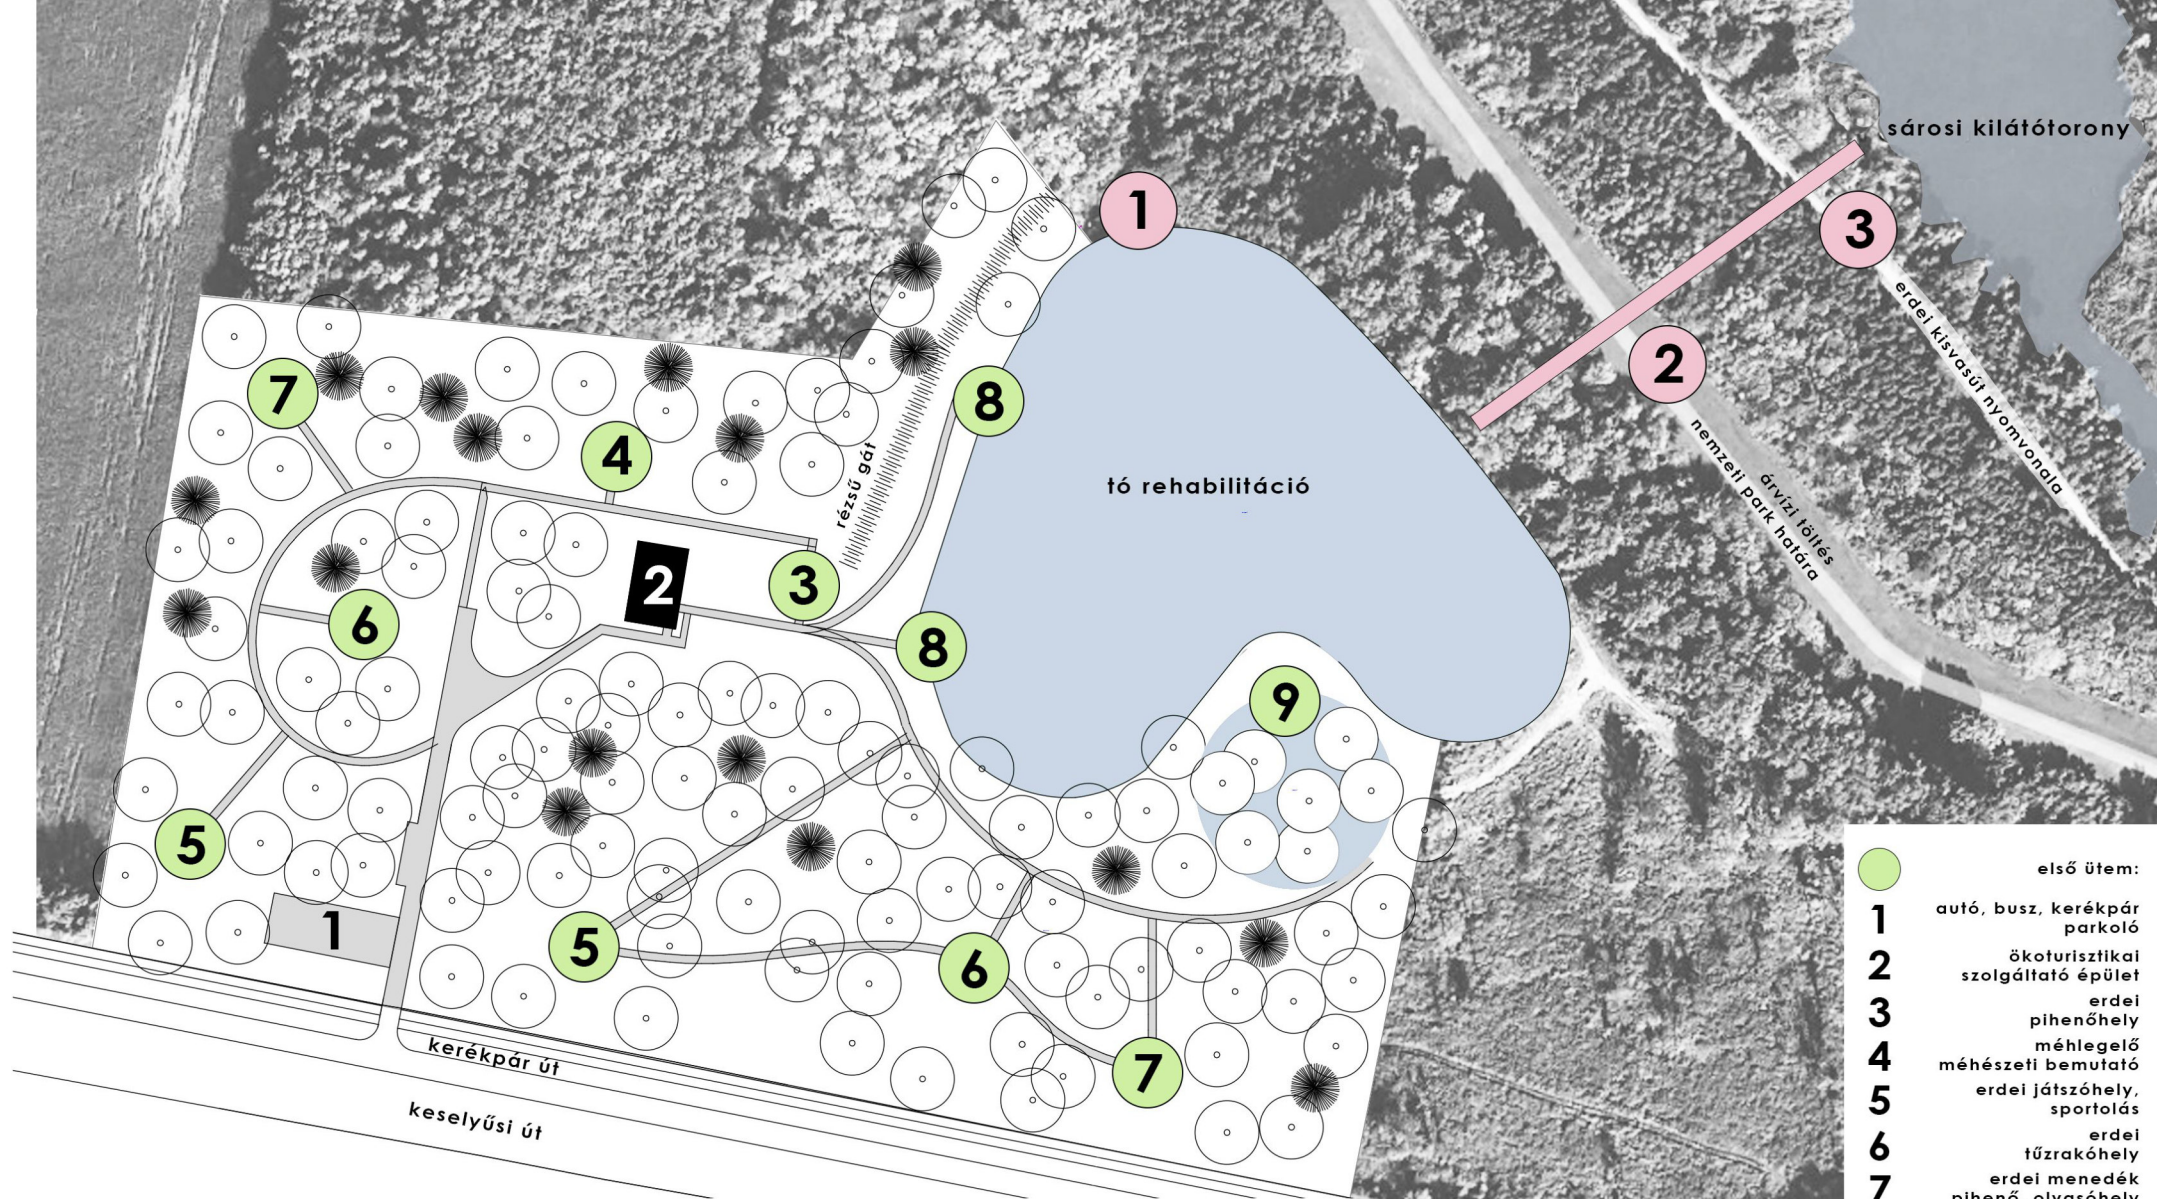 sárosi kilátótorony
1
3
erdei kisvasút nyomvonala
2
7
8
4
rézsű gát
tó rehabilitáció
nemzeti park határa
árvízi töltés
2
3
6
8
9
5
1
5
6
7
kerékpár út
keselyűsi út
első ütem:
1 autó, busz, kerékpár
parkoló
2 ökoturisztikai
szolgáltató épület
3 erdei
pihenőhely
4 méhlegelő
méhészeti bemutató
5 erdei játszóhely,
sportolás
6 erdei
tűzrakóhely
7 erdei menedék
pihenő, olvasóhely